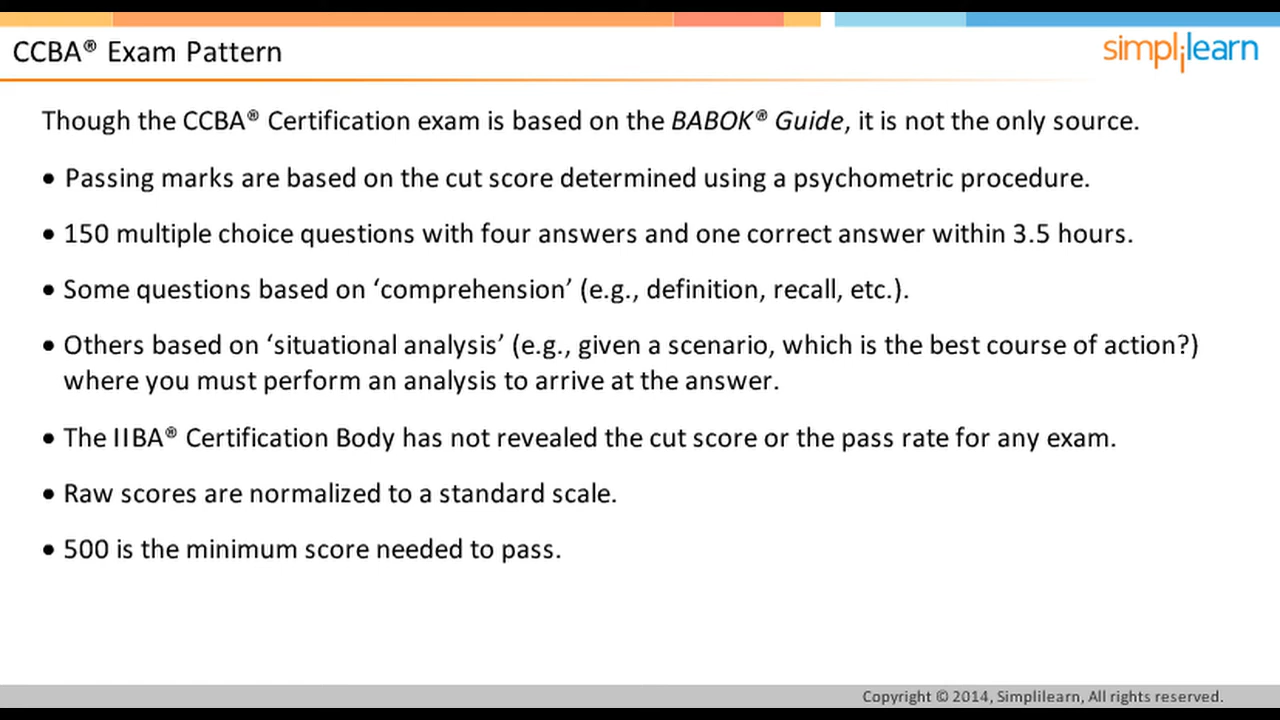 CCBA® Exam Pattern
simplilearn
Though the CCBA® Certification exam is based on the BABOK® Guide, it is not the only source.
• Passing marks are based on the cut score determined using a psychometric procedure.
• 150 multiple choice questions with four answers and one correct answer within 3.5 hours.
• Some questions based on ‘comprehension’ (e.g., definition, recall, etc.).
• Others based on ‘situational analysis’ (e.g., given a scenario, which is the best course of action?)
where you must perform an analysis to arrive at the answer.
• The IIBA® Certification Body has not revealed the cut score or the pass rate for any exam.
• Raw scores are normalized to a standard scale.
• 500 is the minimum score needed to pass.
Copyright © 2014, Simplilearn, All rights reserved.